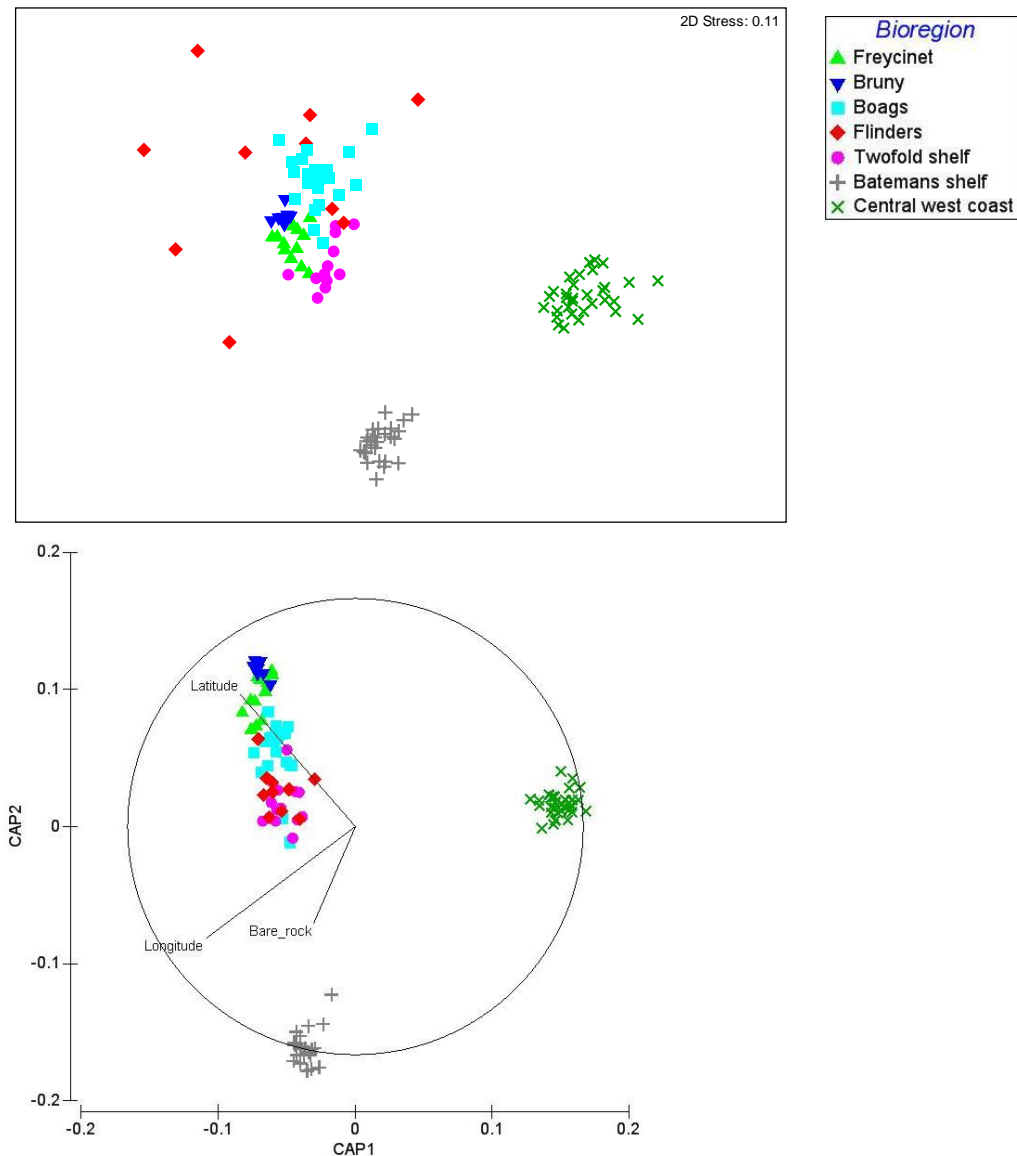 2D Stress: 0.11
Bioregion
Freycinet
Bruny
Boags
Flinders
Twofold shelf
Batemans shelf
Central west coast
0.2
0.1
0
-0.1
-0.2
CAP2
Latitude
Longitude
Bare_rock
-0.2
-0.1
0
0.1
0.2
CAP1